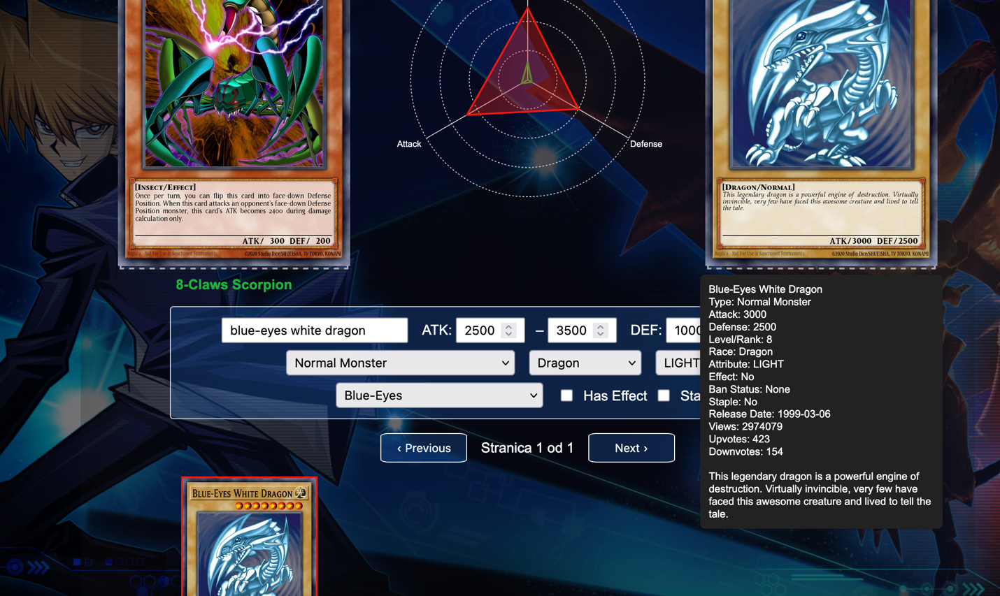 [Insect/Effect]
Once per turn, you can flip this card into face-down Defense
Position. When this card attacks an opponent's face-down Defense
Position monster, this card's ATK becomes 2400 during damage
calculation only.
ATK/ 300 DEF/ 200
Replica - Not For Use in Sanctioned Tournaments.
©2020 Studio Dice/SHUEISHA, TV TOKYO, KONAMI
8-Claws Scorpion
Attack
Defense
[Dragon/Normal]
This legendary dragon is a powerful engine of destruction. Virtually
invincible, very few have faced this awesome creature and lived to tell
the tale.
ATK/3000 DEF/2500
Replica - Not For Use in Sanctioned Tournaments.
©2020 Studio Dice/SHUEISHA, TV TOKYO, KONAMI
blue-eyes white dragon ATK: 2500 – 3500 DEF: 1000
Normal Monster Dragon LIGHT
Blue-Eyes Has Effect Sta
‹ Previous Stranica 1 od 1 Next ›
Blue-Eyes White Dragon
Type: Normal Monster
Attack: 3000
Defense: 2500
Level/Rank: 8
Race: Dragon
Attribute: LIGHT
Effect: No
Ban Status: None
Staple: No
Release Date: 1999-03-06
Views: 2974079
Upvotes: 423
Downvotes: 154
This legendary dragon is a powerful engine of
destruction. Virtually invincible, very few have
faced this awesome creature and lived to tell the
tale.
Blue-Eyes White Dragon